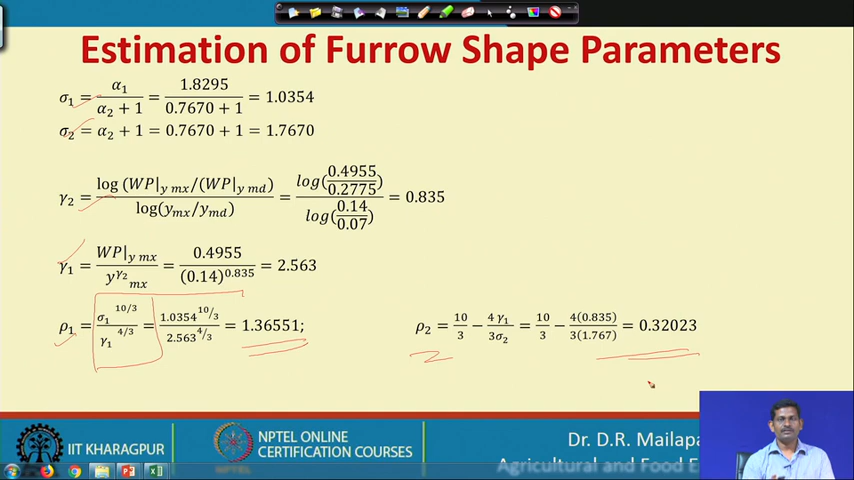 Estimation of Furrow Shape Parameters
σ₁ = α₁/(α₂ + 1) = 1.8295/(0.7670 + 1) = 1.0354
σ₂ = α₂ + 1 = 0.7670 + 1 = 1.7670
γ₂ = log (WP|y mx/(WP|y md)/log(ymx/ymd) = log(0.4955/0.2775)/log(0.14/0.07) = 0.835
γ₁ = WP|y mx/y^γ₂ mx = 0.4955/(0.14)^0.835 = 2.563
ρ₁ = σ₁^10/3/γ₁^4/3 = 1.0354^10/3/2.563^4/3 = 1.36551; ρ₂ = 10/3 − 4 γ₁/3σ₂ = 10/3 − 4(0.835)/3(1.767) = 0.32023
IIT KHARAGPUR
NPTEL ONLINE
CERTIFICATION COURSES
Dr. D.R. Mailapa
Agricultural and Food E